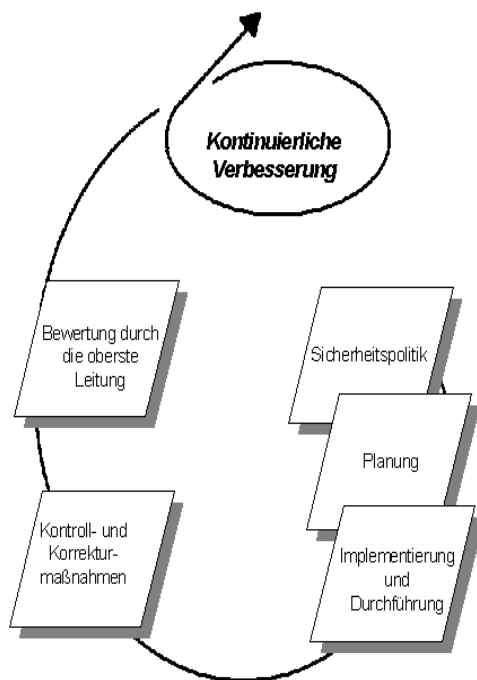 Kontinuierliche
Verbesserung
Bewertung durch
die oberste
Leitung
Sicherheitspolitik
Planung
Kontroll- und
Korrektur-
maßnahmen
Implementierung
und
Durchführung